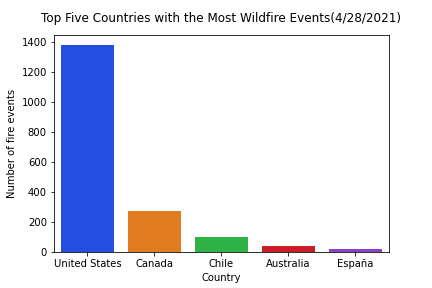 Top Five Countries with the Most Wildfire Events(4/28/2021)
1400
1200
1000
800
600
400
200
0
Number of fire events
United States Canada Chile Australia España
Country